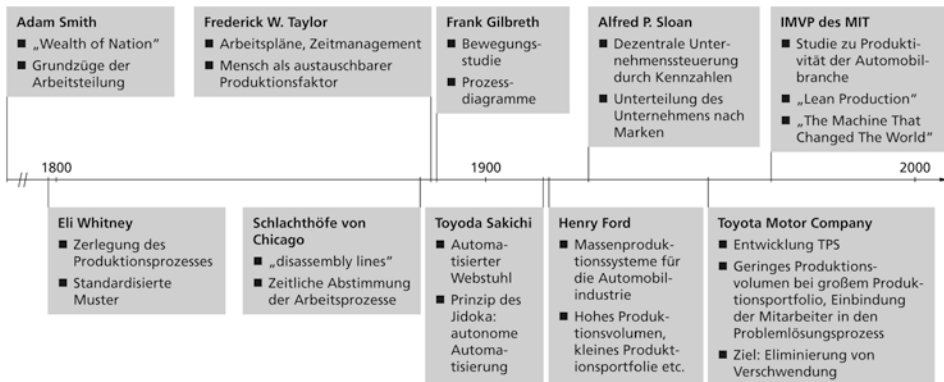 Adam Smith
■ „Wealth of Nation“
■ Grundzüge der
Arbeitsteilung
Frederick W. Taylor
■ Arbeitspläne, Zeitmanagement
■ Mensch als austauschbarer
Produktionsfaktor
Frank Gilbreth
■ Bewegungs-
studie
■ Prozess-
diagramme
Alfred P. Sloan
■ Dezentrale Unter-
nehmenssteuerung
durch Kennzahlen
■ Unterteilung des
Unternehmens nach
Marken
IMVP des MIT
■ Studie zu Produkti-
vität der Automobil-
branche
■ „Lean Production“
■ „The Machine That
Changed The World“
1800
1900
2000
Eli Whitney
■ Zerlegung des
Produktionsprozesses
■ Standardisierte
Muster
Schlachthöfe von
Chicago
■ „disassembly lines“
■ Zeitliche Abstimmung
der Arbeitsprozesse
Toyoda Sakichi
■ Automa-
tisierter
Webstuhl
■ Prinzip des
Jidoka:
autonome
Automa-
tisierung
Henry Ford
■ Massenproduk-
tionssysteme für
die Automobil-
industrie
■ Hohes Produk-
tionsvolumen,
kleines Produkt-
ionsportfolie etc.
Toyota Motor Company
■ Entwicklung TPS
■ Geringes Produktions-
volumen bei großem Produk-
tionsportfolio, Einbindung
der Mitarbeiter in den
Problemlösungsprozess
■ Ziel: Eliminierung von
Verschwendung